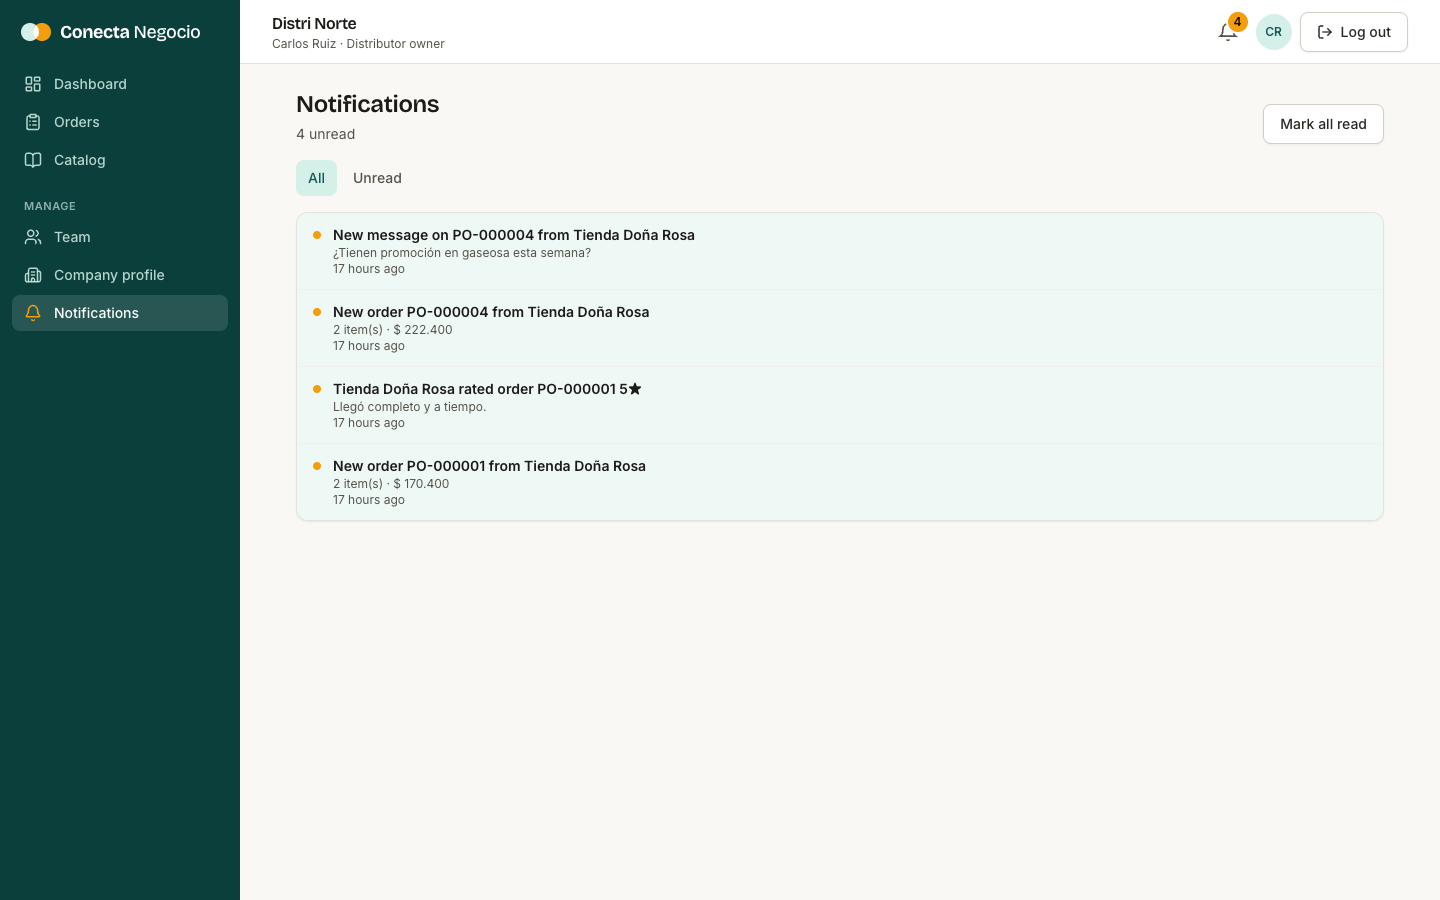 Conecta Negocio
Dashboard
Orders
Catalog
MANAGE
Team
Company profile
Notifications
Distri Norte
Carlos Ruiz · Distributor owner
4
CR
Log out
Notifications
4 unread
Mark all read
All
Unread
New message on PO-000004 from Tienda Doña Rosa
¿Tienen promoción en gaseosa esta semana?
17 hours ago
New order PO-000004 from Tienda Doña Rosa
2 item(s) · $ 222.400
17 hours ago
Tienda Doña Rosa rated order PO-000001 5★
Llegó completo y a tiempo.
17 hours ago
New order PO-000001 from Tienda Doña Rosa
2 item(s) · $ 170.400
17 hours ago